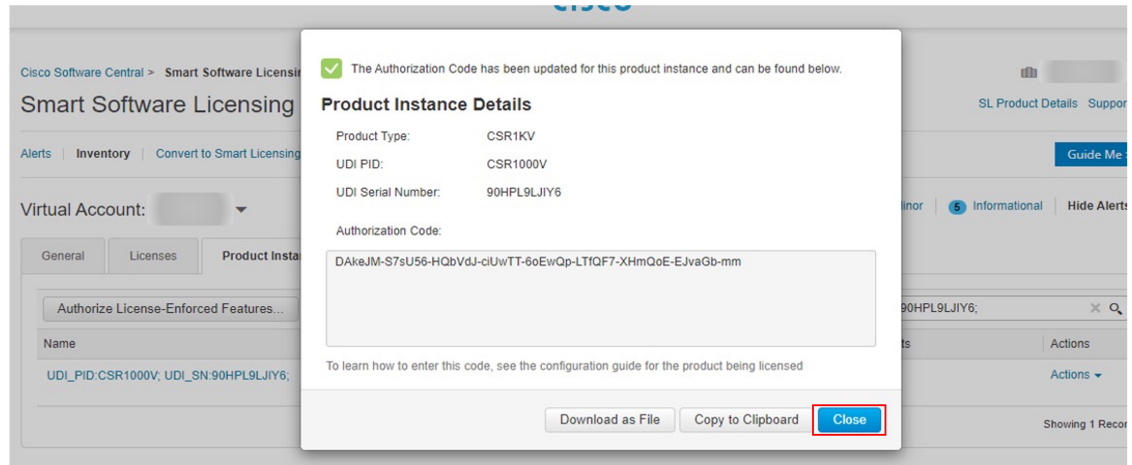 CISCO
Cisco Software Central > Smart Software Licensi
Smart Software Licensing
SL Product Details Suppor
Alerts Inventory Convert to Smart Licensing
Guide Me
Virtual Account:
5 Informational Hide Alerts
General Licenses Product Insta
Authorize License-Enforced Features...
90HPL9LJIY6;
Name
Actions
UDI_PID:CSR1000V; UDI_SN:90HPL9LJIY6;
Actions
Showing 1 Recor
The Authorization Code has been updated for this product instance and can be found below.
Product Instance Details
Product Type: CSR1KV
UDI PID: CSR1000V
UDI Serial Number: 90HPL9LJIY6
Authorization Code:
DAkeJM-S7sU56-HQbVdJ-ciUwTT-6oEwQp-LTfQF7-XHmQoE-EJvaGb-mm
To learn how to enter this code, see the configuration guide for the product being licensed
Download as File Copy to Clipboard Close